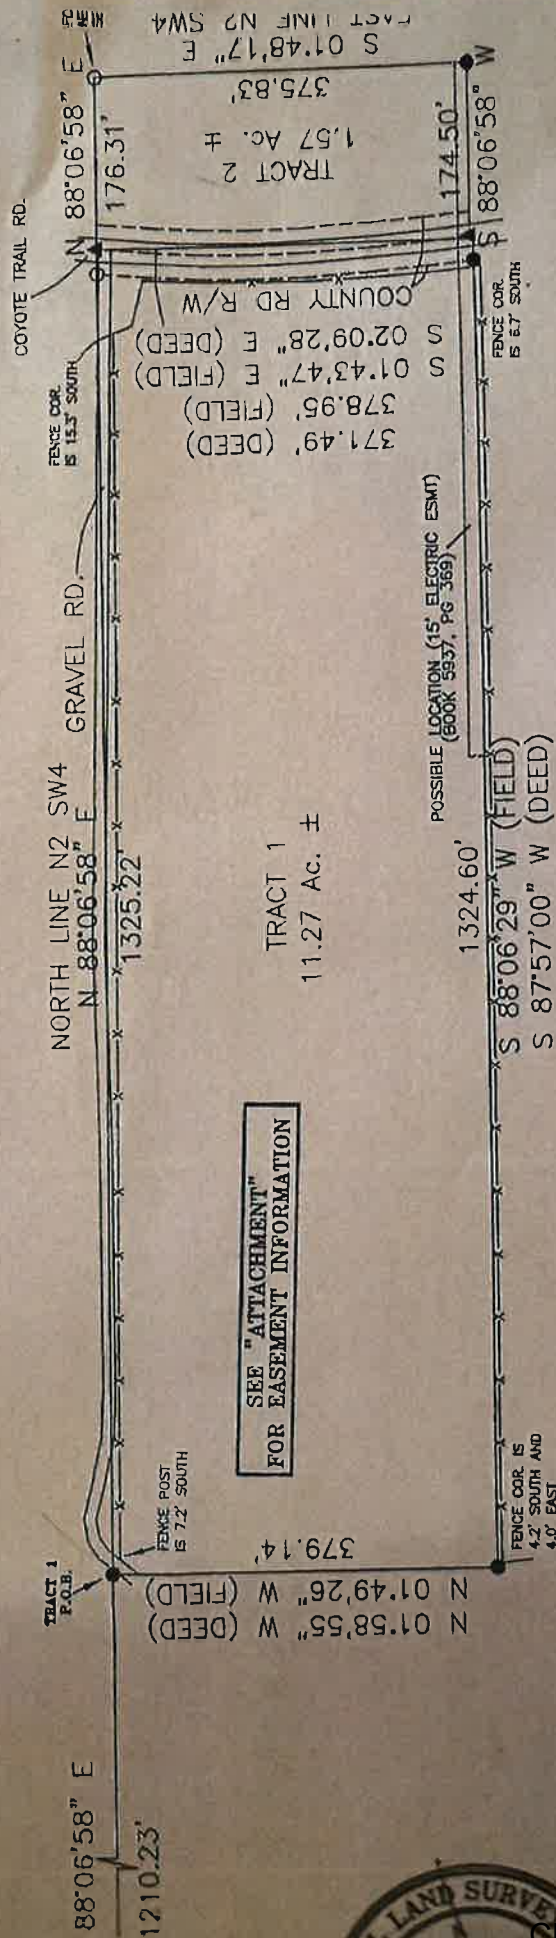 COYOTE TRAIL RD.
N 88°06'58" E
176.31'
S 01°48'17" E
375.83'
TRACT 2
1.57 Ac. ±
174.50'
S 88°06'58" W
COUNTY RD R/W
S 02°09'28" E (DEED)
S 01°43'47" E (FIELD)
378.95' (FIELD)
371.49' (DEED)
FENCE COR.
IS 15.3' SOUTH
FENCE COR.
IS 6.7' SOUTH
GRAVEL RD.
NORTH LINE N2 SW4
N 88°06'58" E
1325.22'
TRACT 1
11.27 Ac. ±
POSSIBLE LOCATION (15' ELECTRIC ESMT)
(BOOK 5937, PG 369)
1324.60'
S 88°06'29" W (FIELD)
S 87°57'00" W (DEED)
SEE "ATTACHMENT"
FOR EASEMENT INFORMATION
TRACT 1
P.O.B.
FENCE POST
IS 7.2' SOUTH
379.14'
N 01°49'26" W (FIELD)
N 01°58'55" W (DEED)
FENCE COR. IS
4.2' SOUTH AND
4.0' EAST
88°06'58" E
1210.23'
LAND SURVE